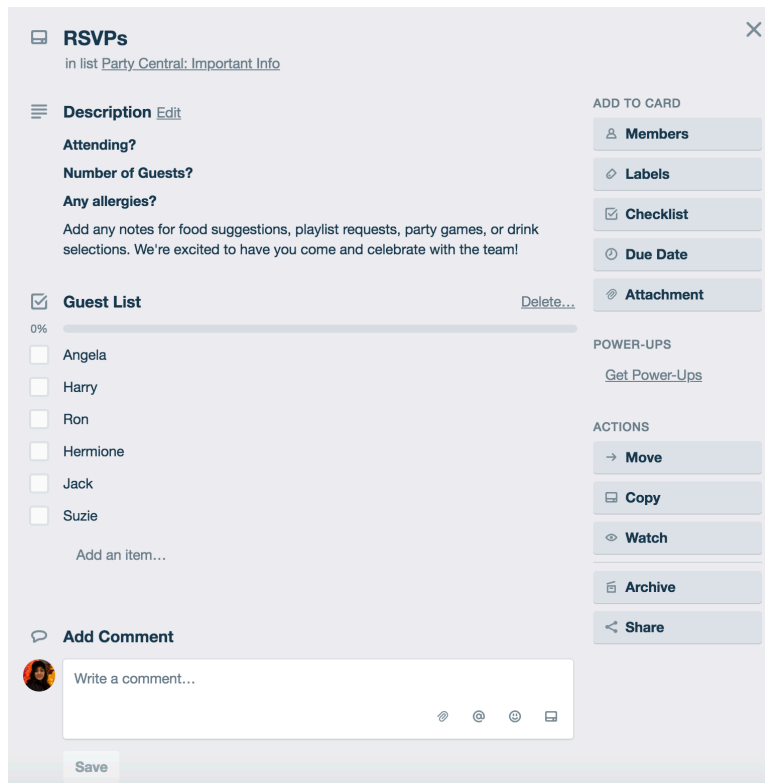 RSVPs
in list Party Central: Important Info
Description Edit
Attending?
Number of Guests?
Any allergies?
Add any notes for food suggestions, playlist requests, party games, or drink
selections. We're excited to have you come and celebrate with the team!
Guest List Delete…
0%
Angela
Harry
Ron
Hermione
Jack
Suzie
Add an item…
Add Comment
Write a comment…
@
Save
ADD TO CARD
Members
Labels
Checklist
Due Date
Attachment
POWER-UPS
Get Power-Ups
ACTIONS
Move
Copy
Watch
Archive
Share